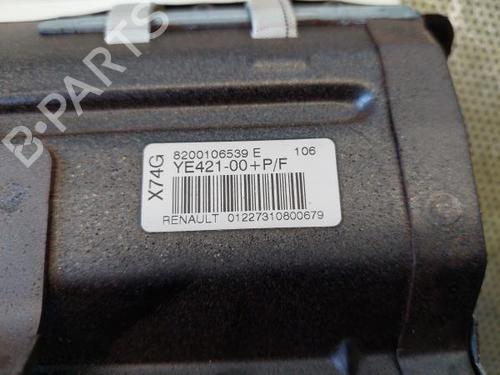 B-PARTS
X74G
8200106539 E 106
YE421-00+P/F
RENAULT 01227310800679